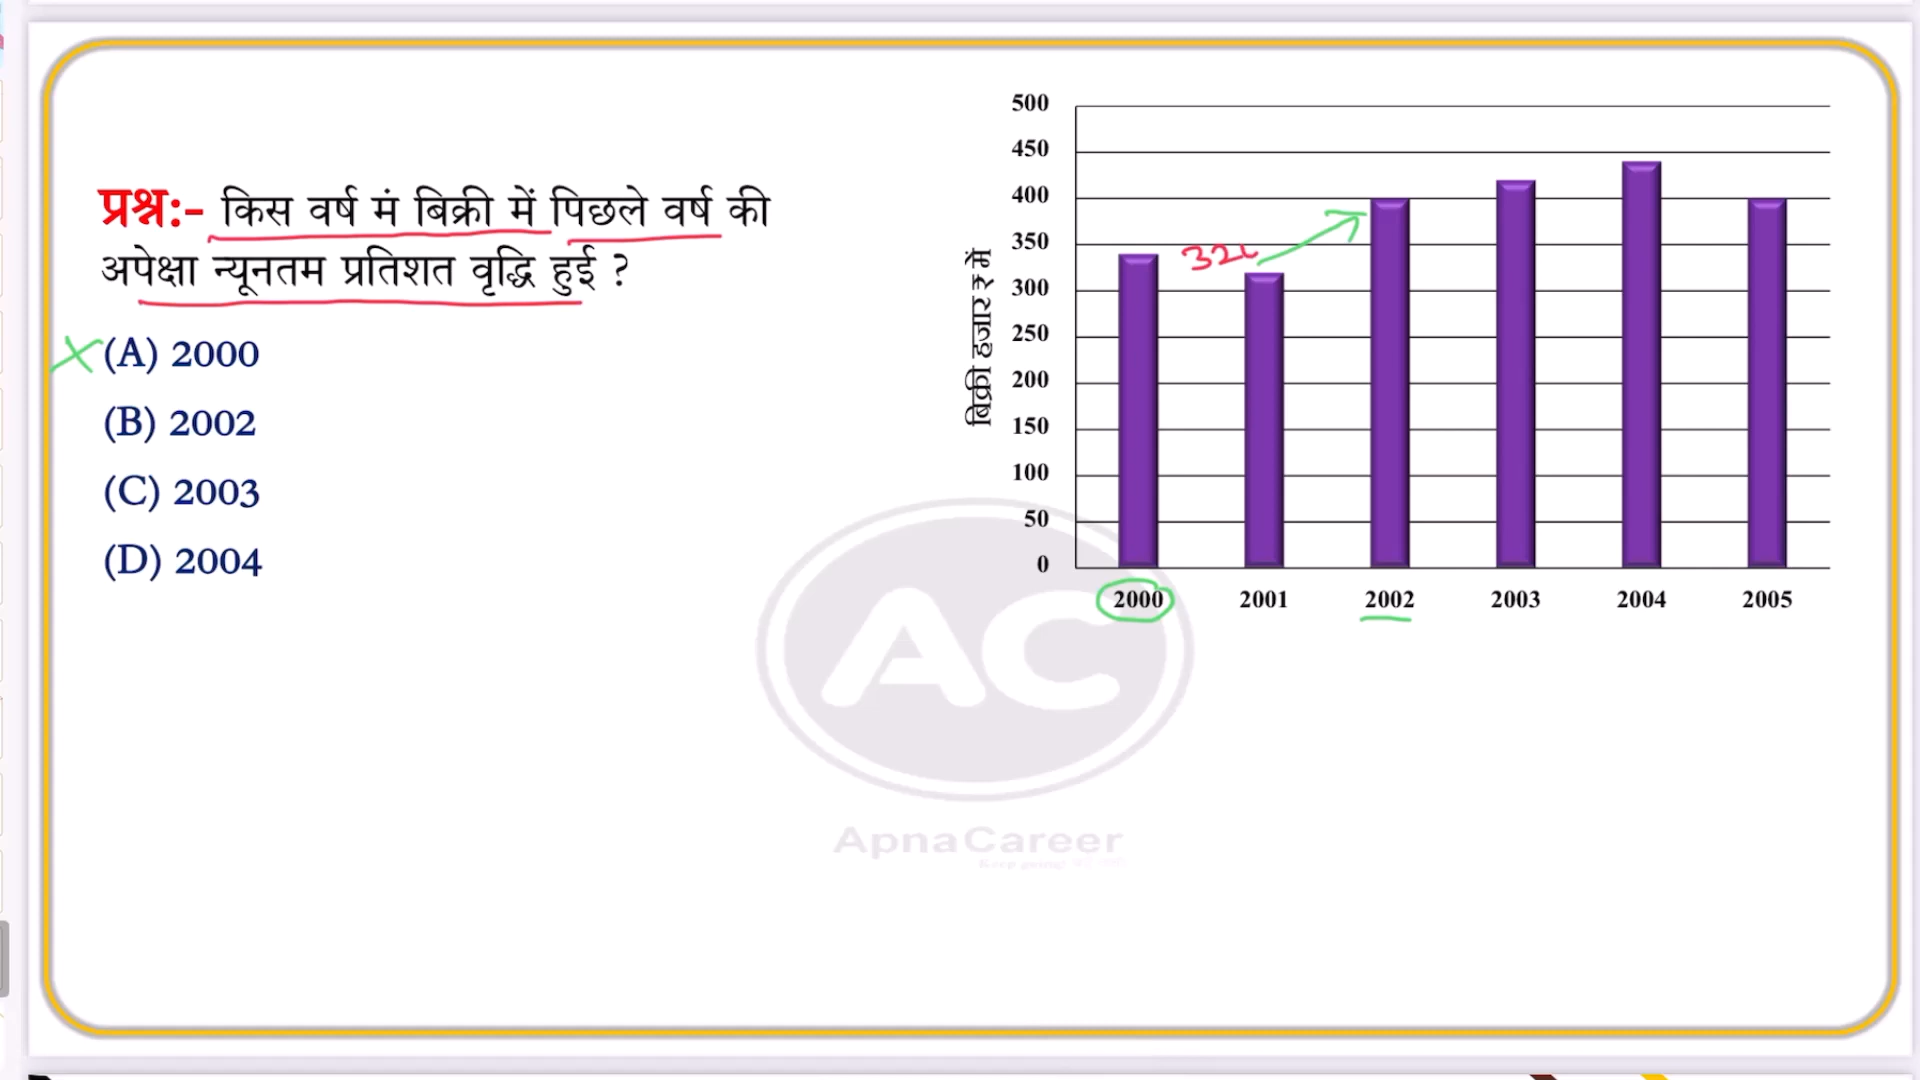 प्रश्न:- किस वर्ष मं बिक्री में पिछले वर्ष की
अपेक्षा न्यूनतम प्रतिशत वृद्धि हुई ?
(A) 2000
(B) 2002
(C) 2003
(D) 2004
बिक्री हजार रु में
500
450
400
350
300
250
200
150
100
50
0
2000 2001 2002 2003 2004 2005
AC
ApnaCareer